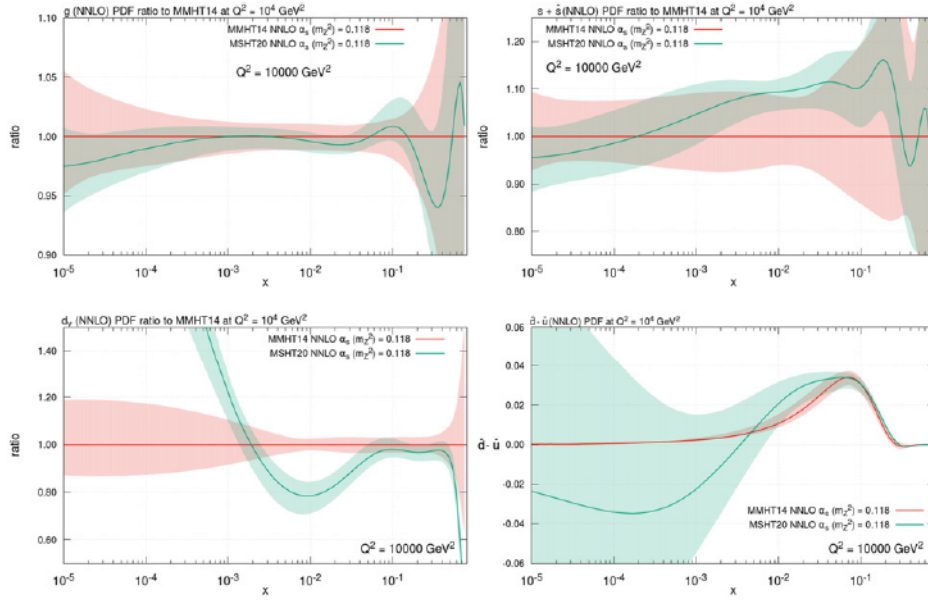 g (NNLO) PDF ratio to MMHT14 at Q² = 10⁴ GeV²
MMHT14 NNLO αₛ (m_Z²) = 0.118
MSHT20 NNLO αₛ (m_Z²) = 0.118
Q² = 10000 GeV²
1.10
1.05
1.00
0.95
0.90
ratio
10⁻⁵
10⁻⁴
10⁻³
10⁻²
10⁻¹
x
s + s̄ (NNLO) PDF ratio to MMHT14 at Q² = 10⁴ GeV²
MMHT14 NNLO αₛ (m_Z²) = 0.118
MSHT20 NNLO αₛ (m_Z²) = 0.118
Q² = 10000 GeV²
1.20
1.10
1.00
0.90
0.80
ratio
10⁻⁵
10⁻⁴
10⁻³
10⁻²
10⁻¹
x
d_v (NNLO) PDF ratio to MMHT14 at Q² = 10⁴ GeV²
MMHT14 NNLO αₛ (m_Z²) = 0.118
MSHT20 NNLO αₛ (m_Z²) = 0.118
1.40
1.20
1.00
0.80
0.60
ratio
Q² = 10000 GeV²
10⁻⁵
10⁻⁴
10⁻³
10⁻²
10⁻¹
x
d̄ - ū (NNLO) PDF at Q² = 10⁴ GeV²
0.06
0.04
0.02
0.00
-0.02
-0.04
-0.06
d̄ - ū
MMHT14 NNLO αₛ (m_Z²) = 0.118
MSHT20 NNLO αₛ (m_Z²) = 0.118
Q² = 10000 GeV²
10⁻⁵
10⁻⁴
10⁻³
10⁻²
10⁻¹
x